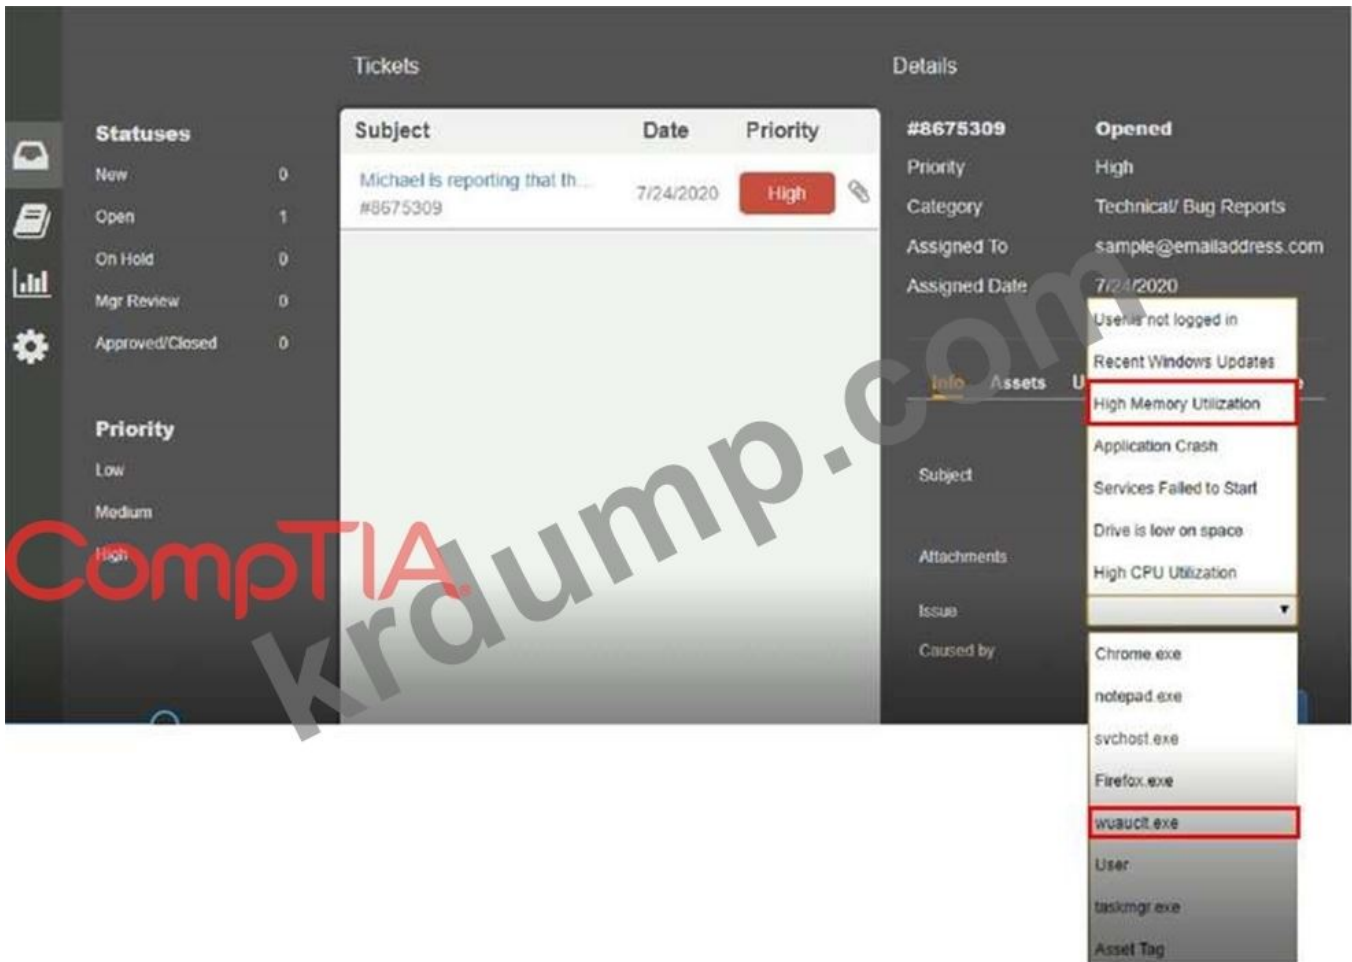 Tickets
Details
Statuses
New 0
Open 1
On Hold 0
Mgr Review 0
Approved/Closed 0
Priority
Low
Medium
High
Subject Date Priority
Michael is reporting that th...
#8675309
7/24/2020 High
#8675309 Opened
Priority High
Category Technical/ Bug Reports
Assigned To sample@emailaddress.com
Assigned Date 7/24/2020
Info Assets U
Subject
Attachments
Issue
Caused by
User is not logged in
Recent Windows Updates
High Memory Utilization
Application Crash
Services Failed to Start
Drive is low on space
High CPU Utilization
Chrome.exe
notepad.exe
svchost.exe
Firefox.exe
wuauclt.exe
User
taskmgr.exe
Asset Tag
CompTIA
krdump.com